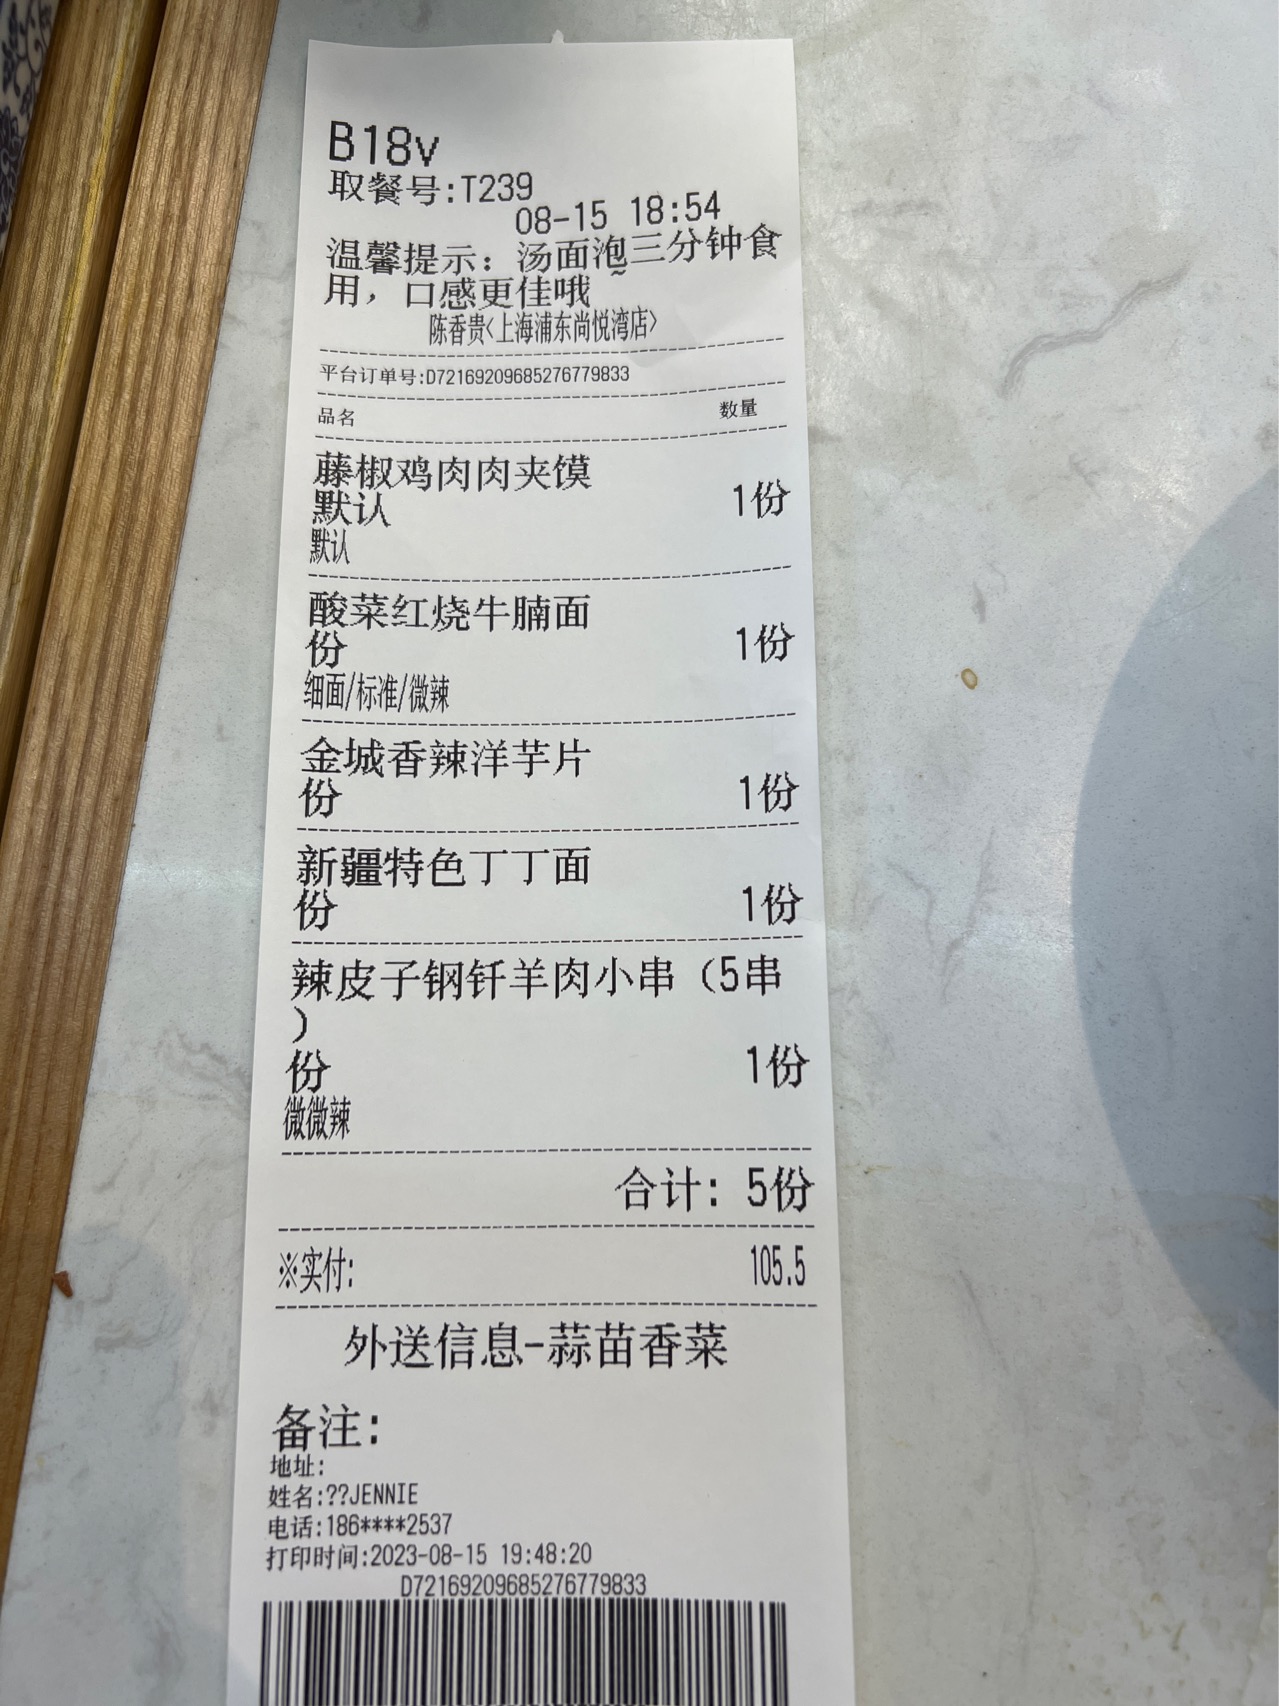 B18v
取餐号:T239
08-15 18:54
温馨提示：汤面泡三分钟食
用，口感更佳哦~
陈香贵<上海浦东尚悦湾店>
平台订单号:D72169209685276779833
品名 数量
藤椒鸡肉肉夹馍
默认 1份
默认
酸菜红烧牛腩面
份 1份
细面/标准/微辣
金城香辣洋芋片
份 1份
新疆特色丁丁面
份 1份
辣皮子钢钎羊肉小串（5串
）
份 1份
微微辣
合计：5份
※实付: 105.5
外送信息-蒜苗香菜
备注:
地址:
姓名:??JENNIE
电话:186****2537
打印时间:2023-08-15 19:48:20
D72169209685276779833